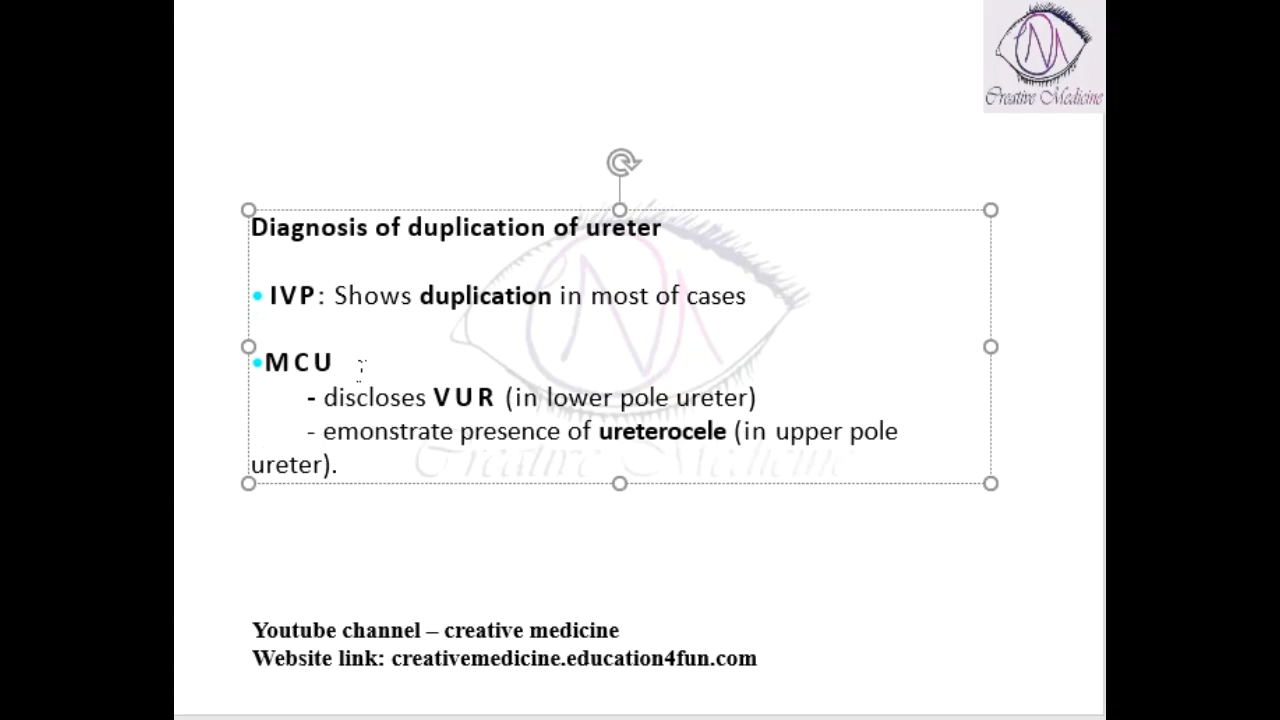 Creative Medicine
Diagnosis of duplication of ureter
• IVP: Shows duplication in most of cases
•MCU
- discloses VUR (in lower pole ureter)
- emonstrate presence of ureterocele (in upper pole
ureter).
Creative Medicine
Youtube channel – creative medicine
Website link: creativemedicine.education4fun.com